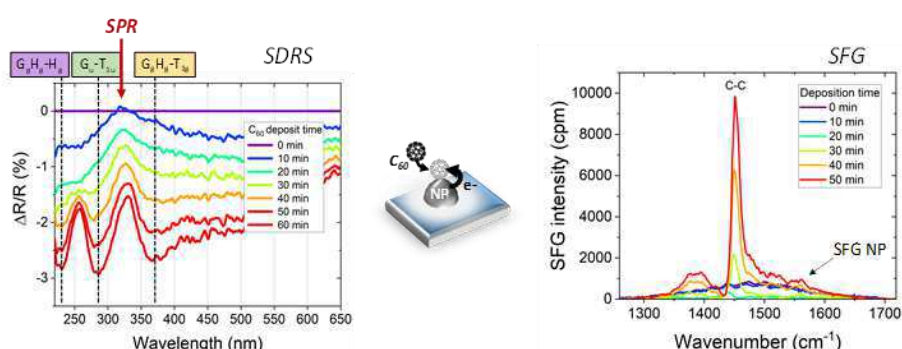 SPR
GgHg-Hg Gu-T1u GgHg-T3g SDRS
ΔR/R (%)
0
-1
-2
-3
C60 deposit time
0 min
10 min
20 min
30 min
40 min
50 min
60 min
250 300 350 400 450 500 550 600 650
Wavelength (nm)
C60
NP
e-
SFG
SFG intensity (cpm)
10000
8000
6000
4000
2000
0
C-C
Deposition time
0 min
10 min
20 min
30 min
40 min
50 min
SFG NP
1300 1400 1500 1600 1700
Wavenumber (cm-1)